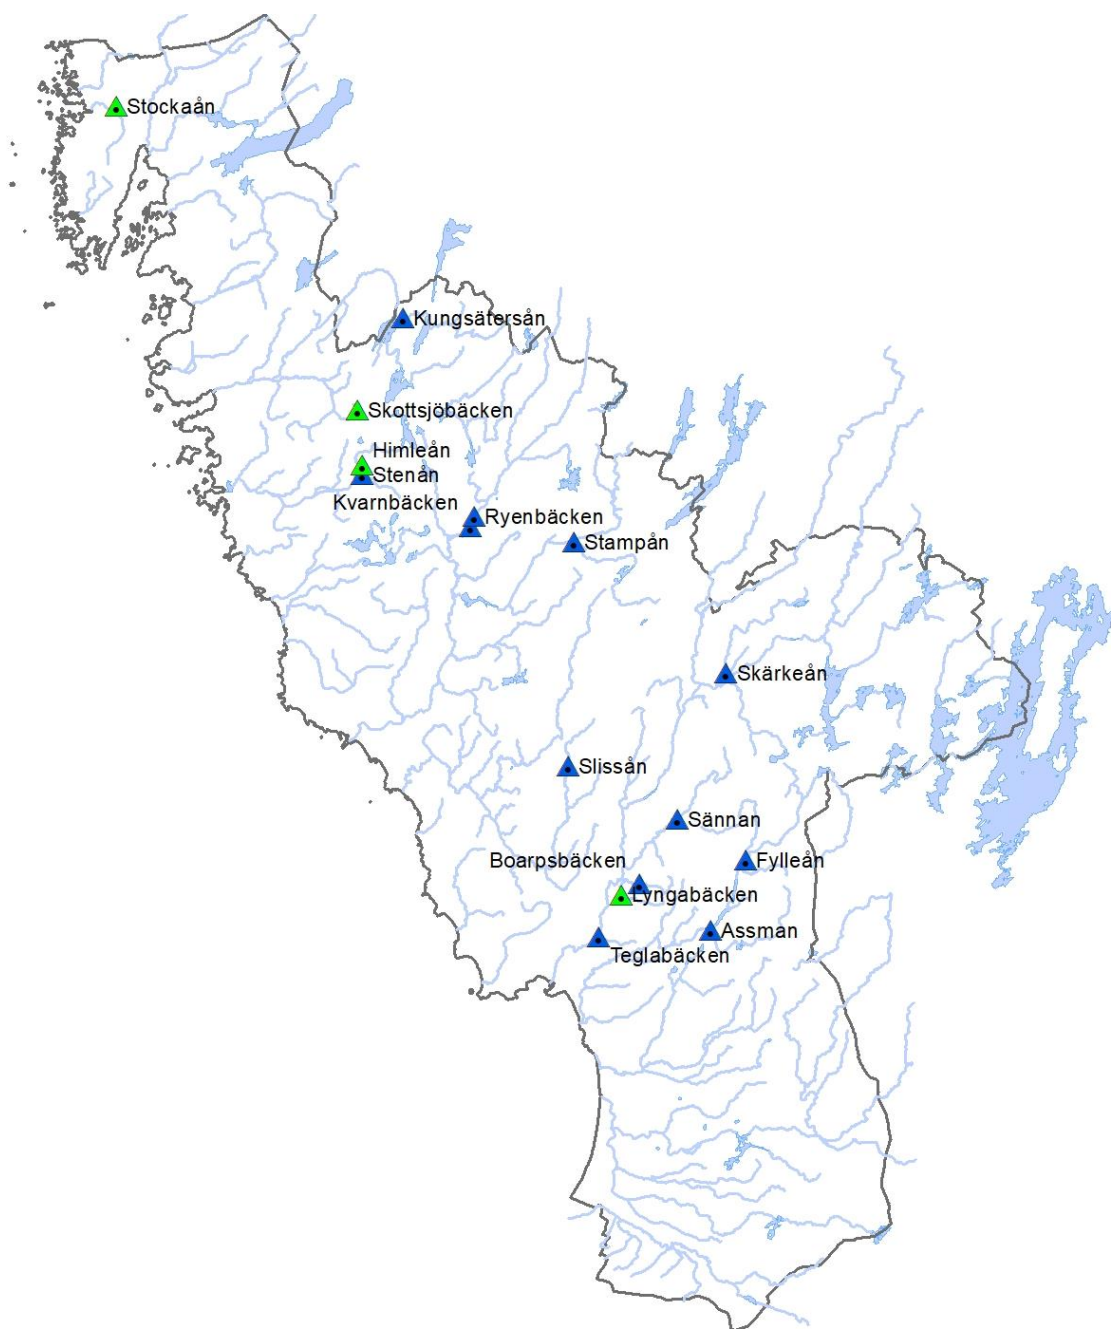 Stockaån
Kungsätersån
Skottsjöbäcken
Himleån
Stenån
Kvarnbäcken
Ryenbäcken
Stampån
Skärkeån
Slissån
Sännan
Boarpsbäcken
Fylleån
Lyngabäcken
Assman
Teglabäcken